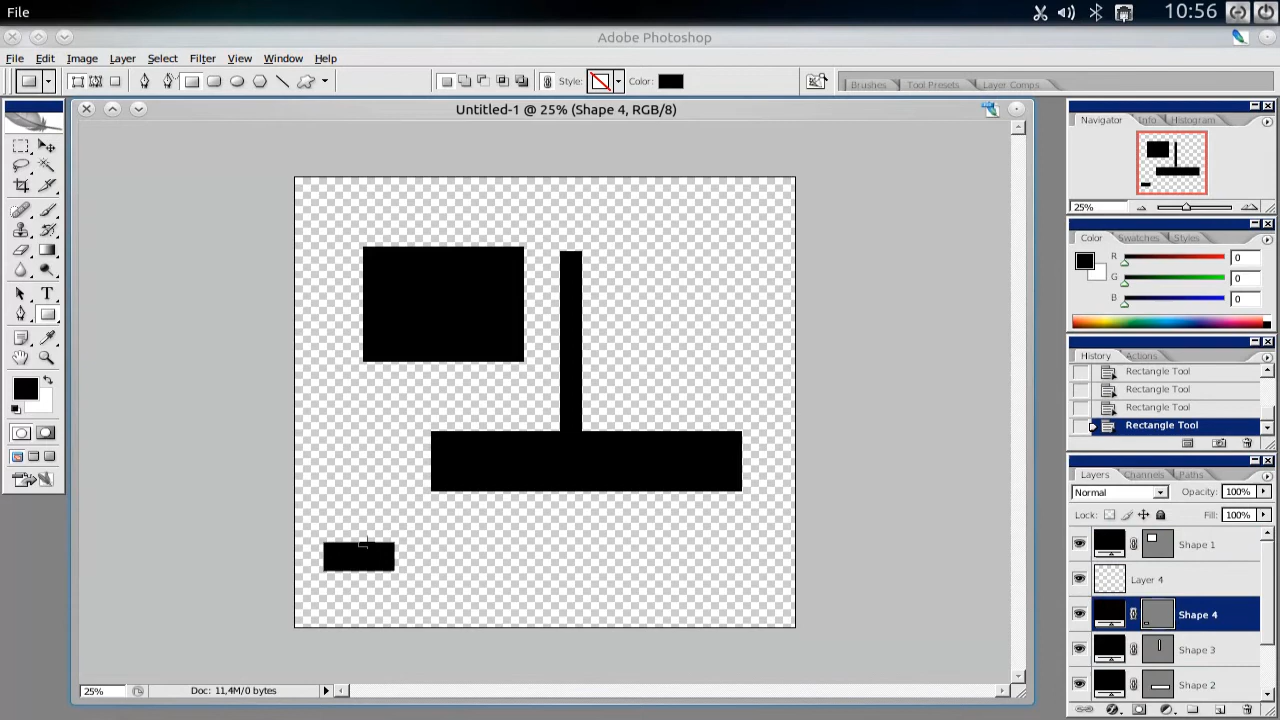 File
10:56
Adobe Photoshop
File Edit Image Layer Select Filter View Window Help
Style: Color:
Brushes Tool Presets Layer Comps
Untitled-1 @ 25% (Shape 4, RGB/8)
Navigator Info Histogram
25%
Color Swatches Styles
R 0
G 0
B 0
History Actions
Rectangle Tool
Rectangle Tool
Rectangle Tool
Rectangle Tool
Layers Channels Paths
Normal Opacity: 100%
Lock: Fill: 100%
Shape 1
Layer 4
Shape 4
Shape 3
Shape 2
25% Doc: 11,4M/0 bytes